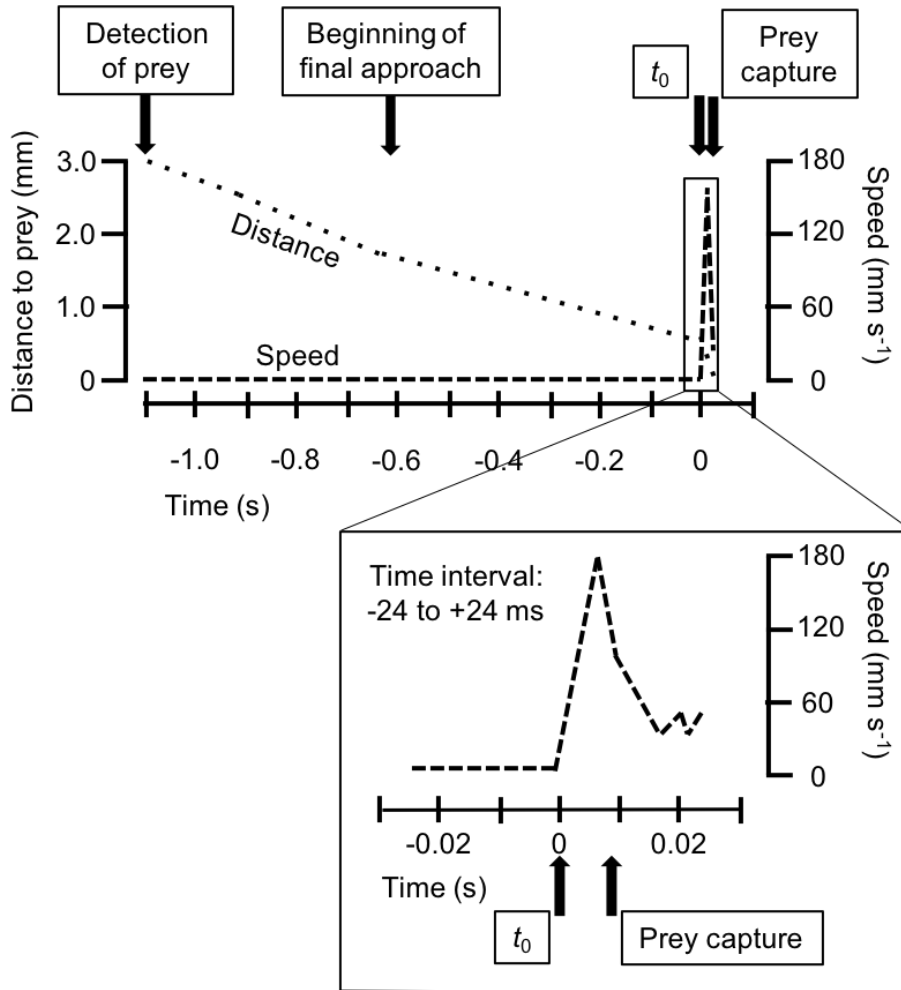 Detection
of prey
Beginning of
final approach
t0
Prey
capture
Distance to prey (mm)
3.0
2.0
1.0
0
Distance
Speed
180
120
60
0
Speed (mm s-1)
-1.0
-0.8
-0.6
-0.4
-0.2
0
Time (s)
Time interval:
-24 to +24 ms
180
120
60
0
Speed (mm s-1)
-0.02
0
0.02
Time (s)
t0
Prey capture